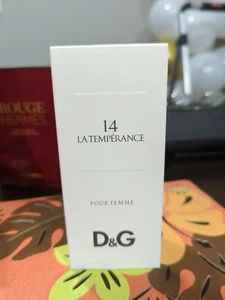 ROUGE
HERMÈS
14
LA TEMPÉRANCE
POUR FEMME
D&G